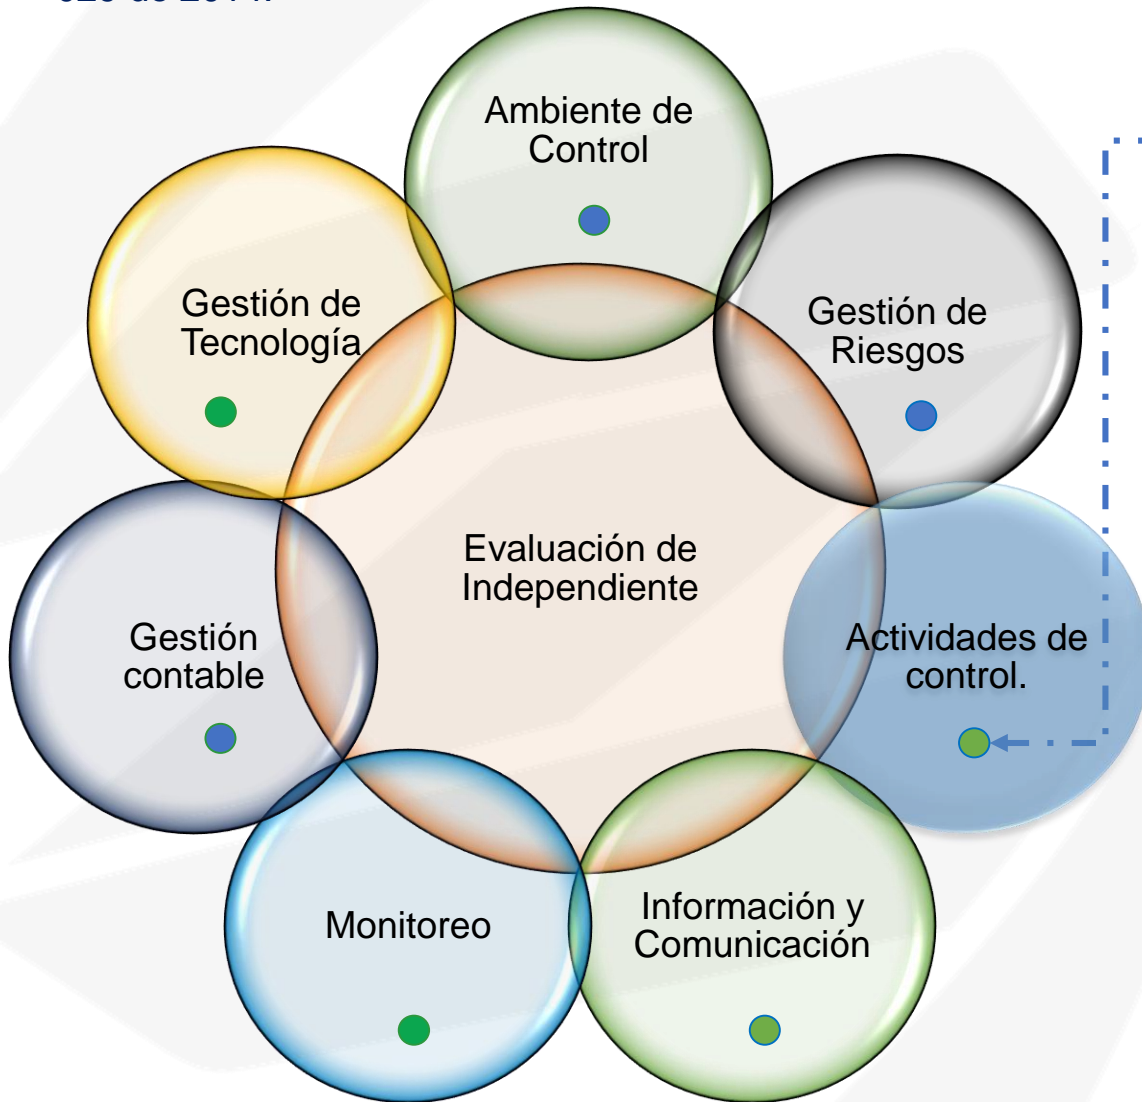 Ambiente de
Control
Gestión de
Riesgos
Actividades de
control.
Información y
Comunicación
Monitoreo
Gestión
contable
Gestión de
Tecnología
Evaluación de
Independiente